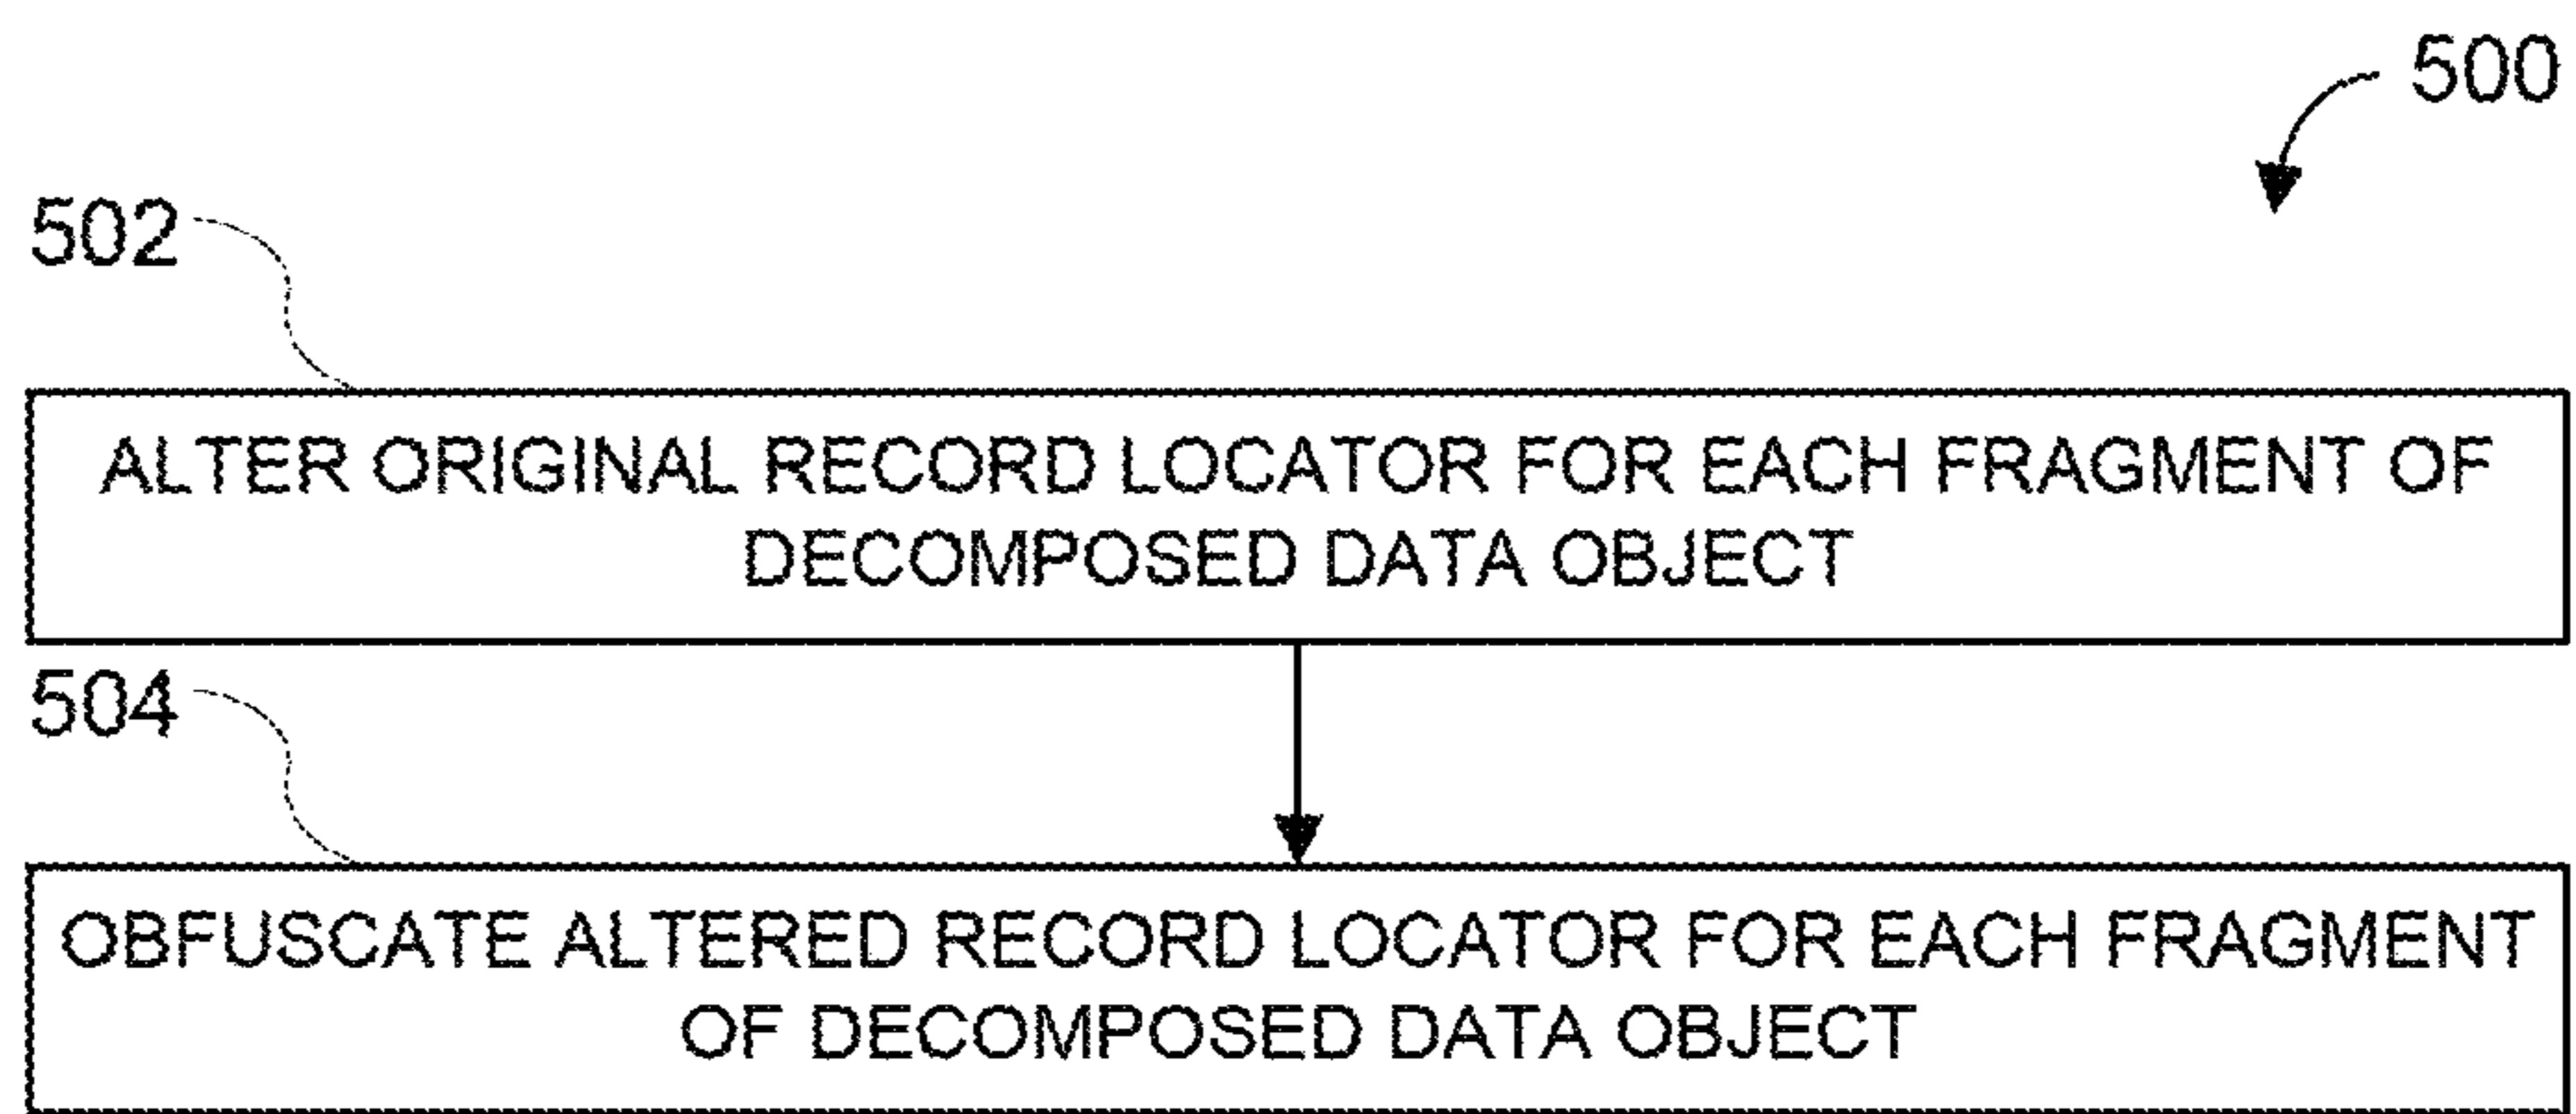 500
502
ALTER ORIGINAL RECORD LOCATOR FOR EACH FRAGMENT OF
DECOMPOSED DATA OBJECT
504
OBFUSCATE ALTERED RECORD LOCATOR FOR EACH FRAGMENT
OF DECOMPOSED DATA OBJECT